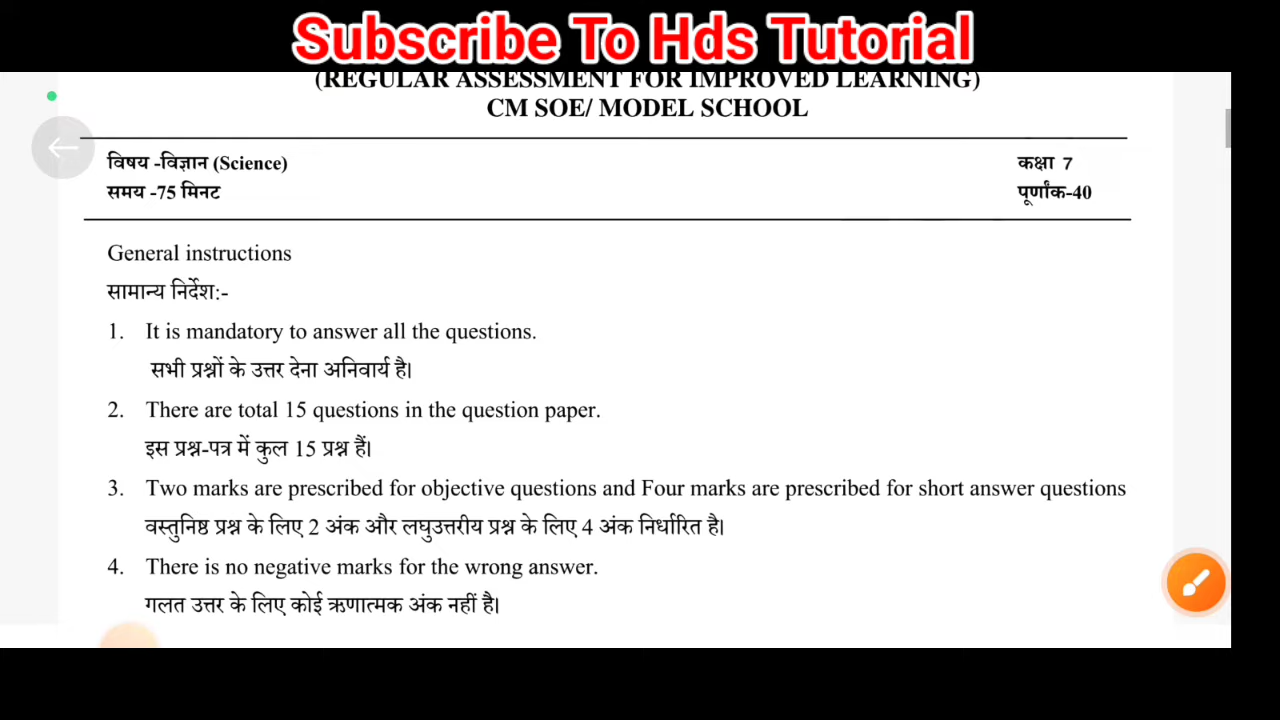 Subscribe To Hds Tutorial
(REGULAR ASSESSMENT FOR IMPROVED LEARNING)
CM SOE/ MODEL SCHOOL
विषय -विज्ञान (Science) कक्षा 7
समय -75 मिनट पूर्णांक-40
General instructions
सामान्य निर्देश:-
1. It is mandatory to answer all the questions.
सभी प्रश्नों के उत्तर देना अनिवार्य है।
2. There are total 15 questions in the question paper.
इस प्रश्न-पत्र में कुल 15 प्रश्न हैं।
3. Two marks are prescribed for objective questions and Four marks are prescribed for short answer questions
वस्तुनिष्ठ प्रश्न के लिए 2 अंक और लघुउत्तरीय प्रश्न के लिए 4 अंक निर्धारित है।
4. There is no negative marks for the wrong answer.
गलत उत्तर के लिए कोई ऋणात्मक अंक नहीं है।